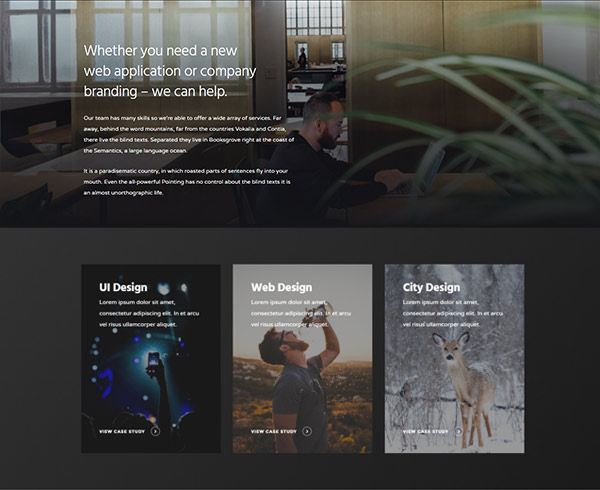 Whether you need a new
web application or company
branding – we can help.
Our team has many skills so we're able to offer a wide array of services. Far
away, behind the word mountains, far from the countries Vokalia and Contia,
there live the blind texts. Separated they live in Booksgrove right at the coast of
the Semantics, a large language ocean.
It is a paradisematic country, in which roasted parts of sentences fly into your
mouth. Even the all-powerful Pointing has no control about the blind texts it is
an almost unorthographic life.
UI Design
Lorem ipsum dolor sit amet,
consectetur adipiscing elit. In et arcu
vel risus ullamcorper aliquet.
VIEW CASE STUDY
Web Design
Lorem ipsum dolor sit amet,
consectetur adipiscing elit. In et arcu
vel risus ullamcorper aliquet.
VIEW CASE STUDY
City Design
Lorem ipsum dolor sit amet,
consectetur adipiscing elit. In et arcu
vel risus ullamcorper aliquet.
VIEW CASE STUDY